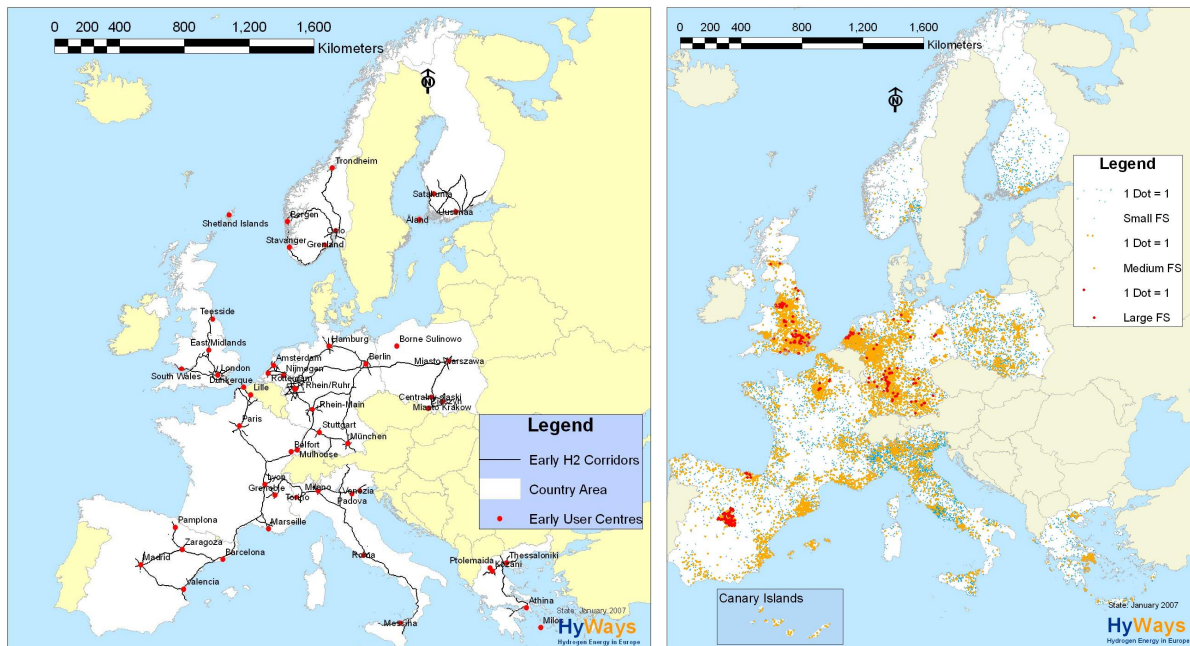 0 200 400 800 1,200 1,600
Kilometers
N
Trondheim
Satakunta
Uusimaa
Åland
Shetland Islands
Bergen
Oslo
Stavanger
Grenland
Teesside
East/Midlands
South Wales
London
Dunkerque
Lille
Amsterdam
Nijmegen
Rotterdam
Rhein/Ruhr
Hamburg
Berlin
Borne Sulinowo
Miasto Warszawa
Miasto Krakow
Rhein-Main
Paris
Stuttgart
München
Belfort
Mulhouse
Lyon
Grenoble
Torino
Milano
Venezia
Padova
Marseille
Pamplona
Zaragoza
Madrid
Barcelona
Valencia
Roma
Messina
Ptolemaida
Thessaloniki
Kozani
Athina
Milos
Legend
Early H2 Corridors
Country Area
Early User Centres
State: January 2007
HyWays
Hydrogen Energy in Europe
0 200 400 800 1,200 1,600
Kilometers
N
Legend
1 Dot = 1
Small FS
1 Dot = 1
Medium FS
1 Dot = 1
Large FS
Canary Islands
State: January 2007
HyWays
Hydrogen Energy in Europe